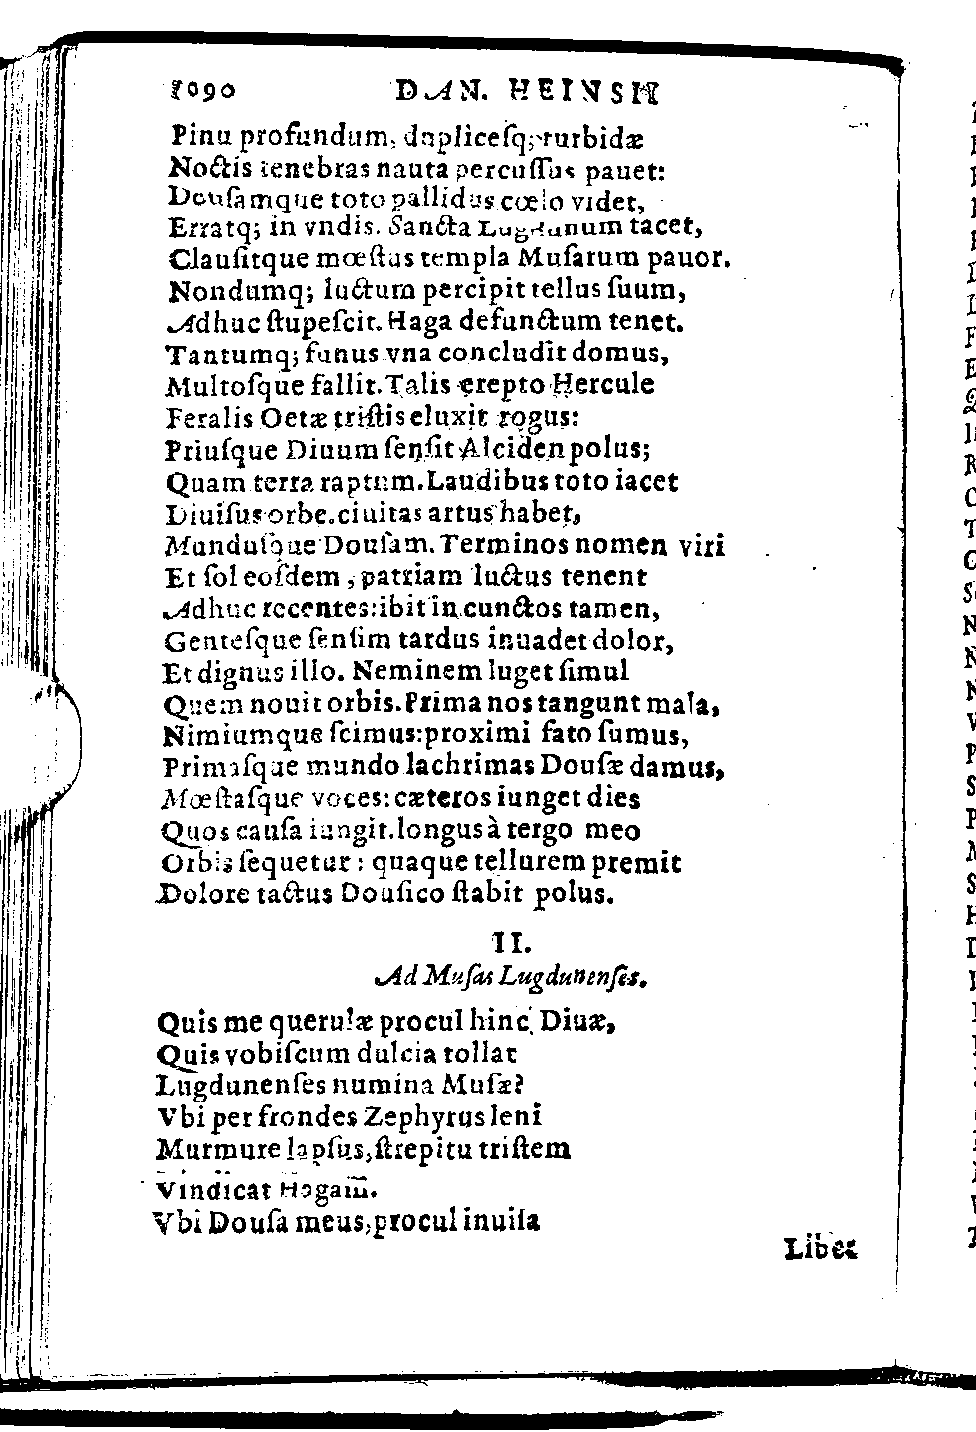 1090 DAN. HEINSII
Pinu profundum, duplicesq; turbidæ
Noctis tenebras nauta percuſſus pauet:
Douſamque toto pallidus cœlo videt,
Erratq; in vndis. Sancta Lugdunum tacet,
Clauſitque mœſtus templa Muſarum pauor.
Nondumq; luctum percipit tellus ſuum,
Adhuc ſtupeſcit. Haga defunctum tenet.
Tantumq; funus vna concludit domus,
Multoſque fallit. Talis erepto Hercule
Feralis Oetæ triſtis eluxit rogus:
Priuſque Diuum ſenſit Alciden polus;
Quam terra raptum. Laudibus toto iacet
Diuiſus orbe. ciuitas artus habet,
Munduſque Douſam. Terminos nomen viri
Et ſol eoſdem, patriam luctus tenent
Adhuc recentes: ibit in cunctos tamen,
Genteſque ſenſim tardus inuadet dolor,
Et dignus illo. Neminem luget ſimul
Quem nouit orbis. Prima nos tangunt mala,
Nimiumque ſcimus: proximi fato ſumus,
Primaſque mundo lachrimas Douſæ damus,
Mœſtaſque voces: cæteros iunget dies
Quos cauſa iungit. longus à tergo meo
Orbis ſequetur: quaque tellurem premit
Dolore tactus Douſico ſtabit polus.
II.
Ad Muſas Lugdunenſes.
Quis me querulæ procul hinc Diuæ,
Quis vobiſcum dulcia tollat
Lugdunenſes numina Muſæ?
Vbi per frondes Zephyrus leni
Murmure lapſus, ſtrepitu triſtem
Vindicat Hagam.
Vbi Douſa meus, procul inuiſa
Liber